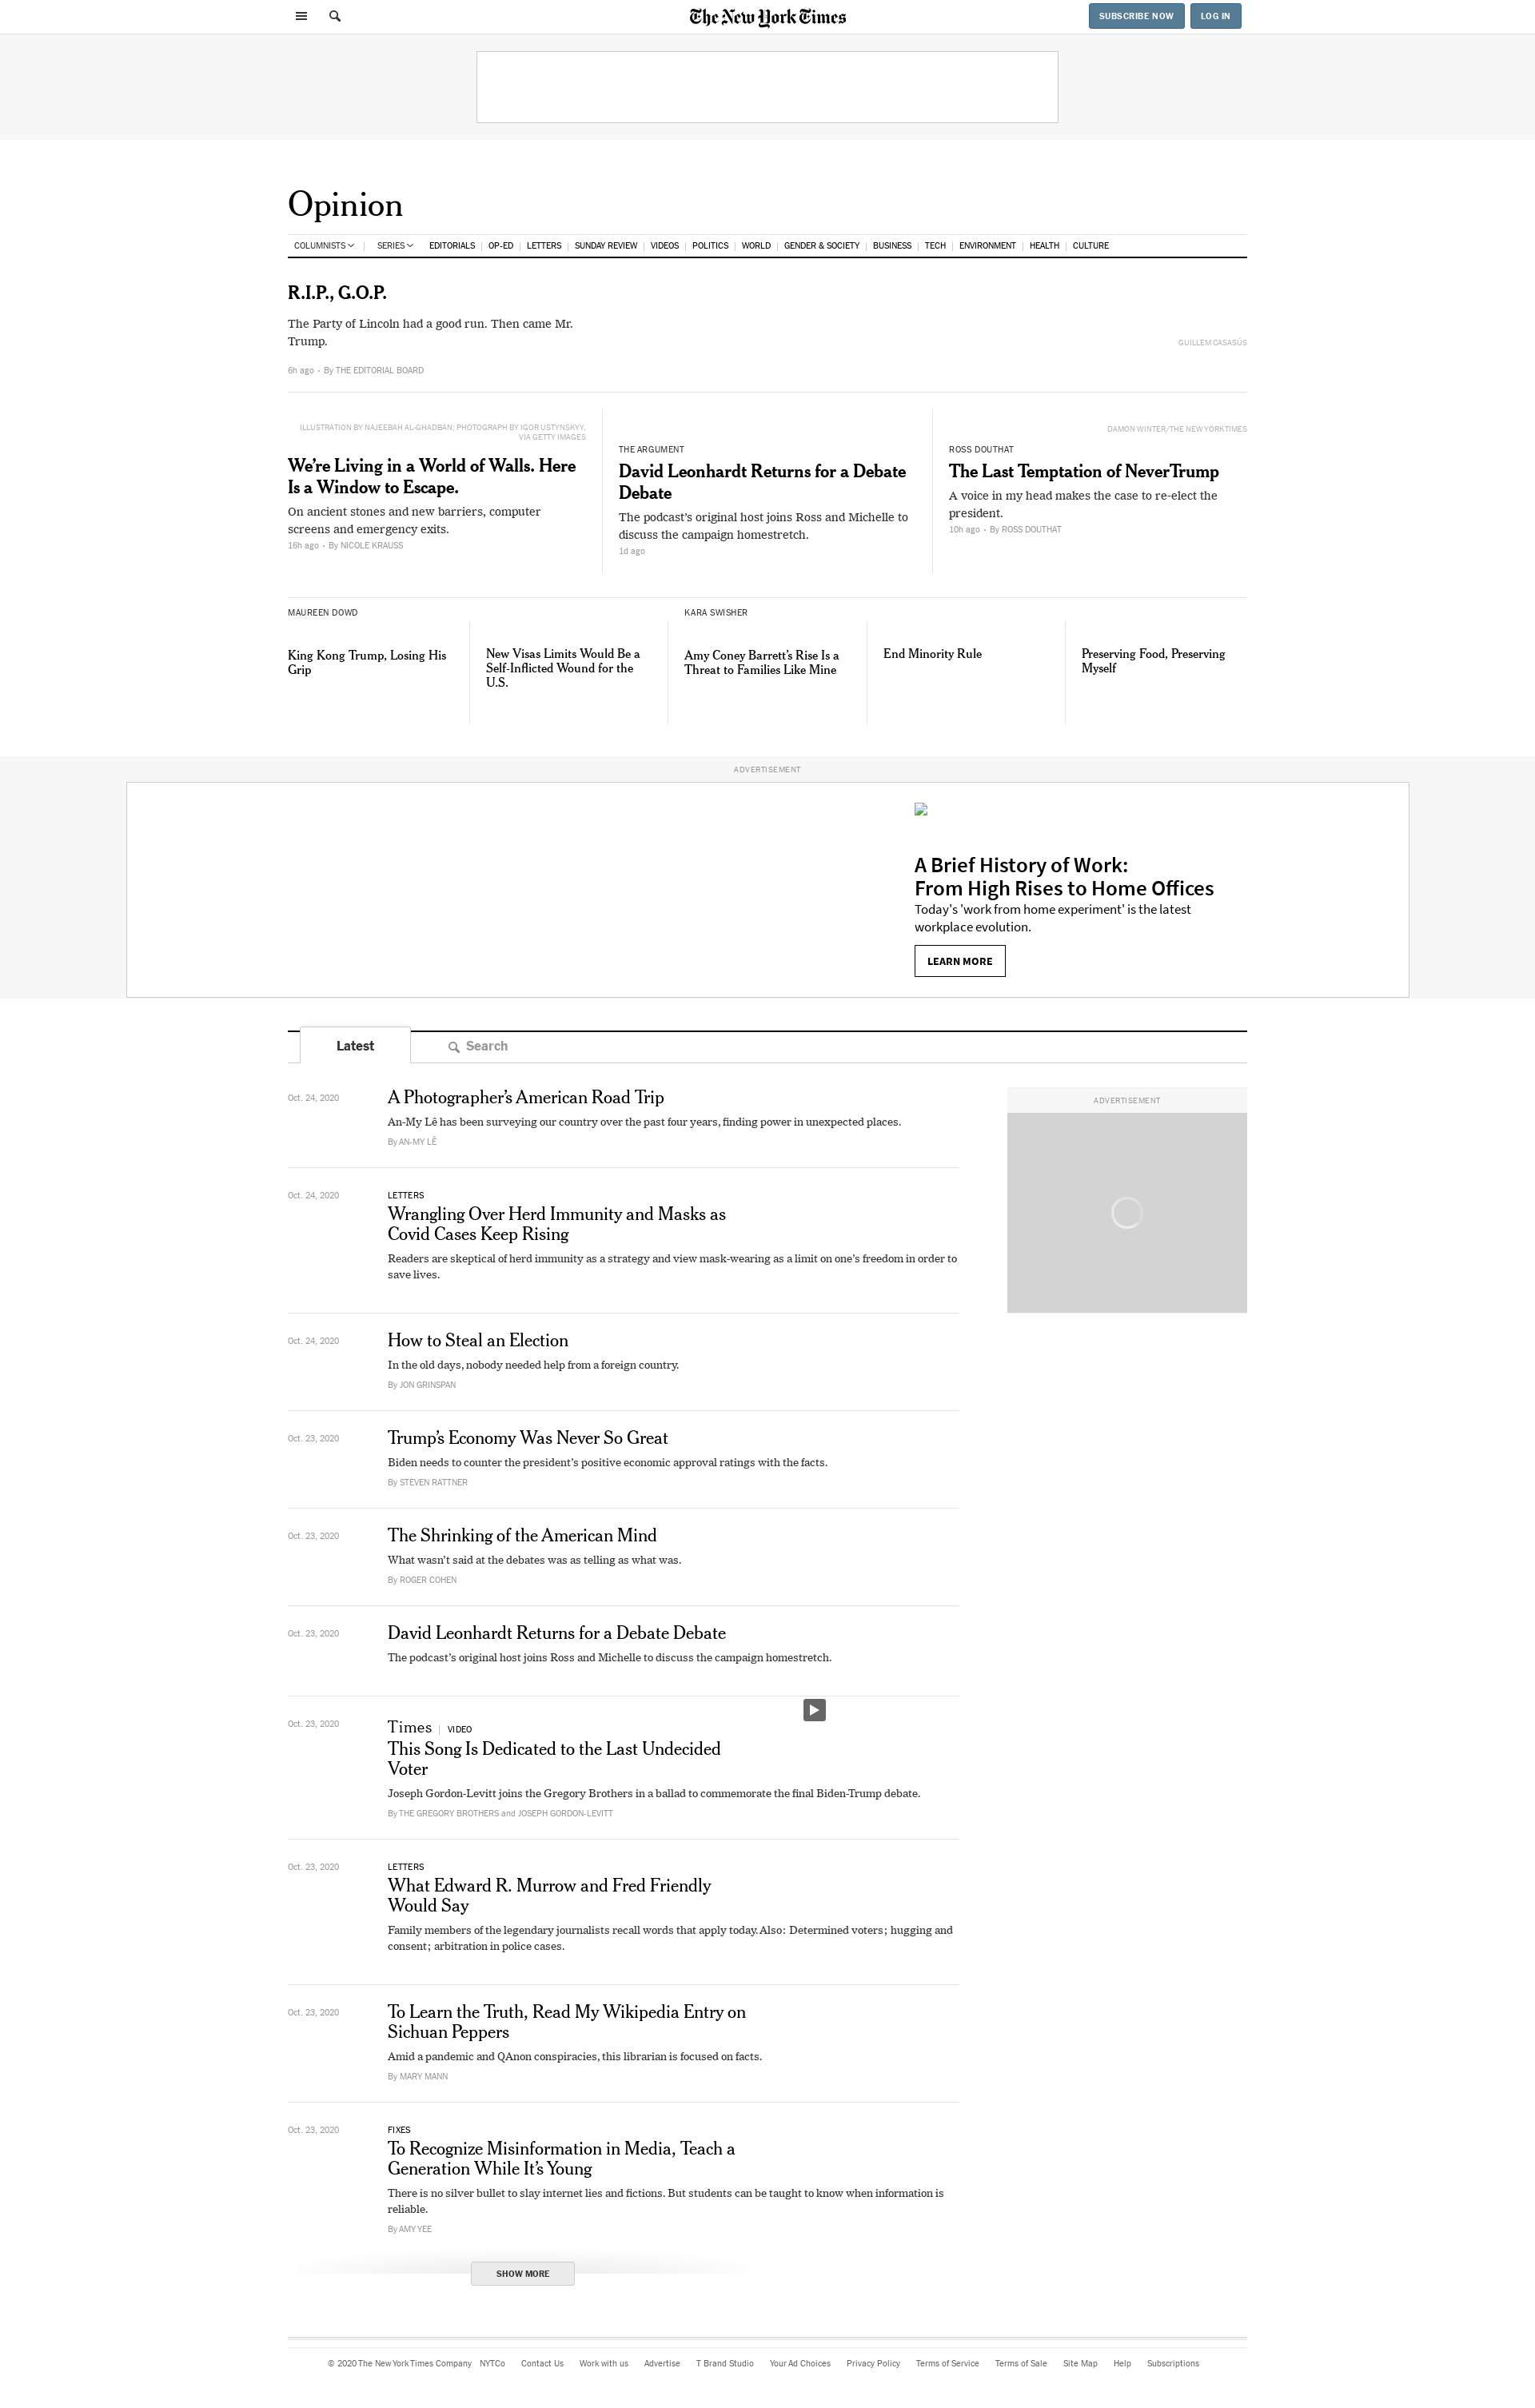 The New York Times
SUBSCRIBE NOW
LOG IN
Opinion
COLUMNISTS
SERIES
EDITORIALS
OP-ED
LETTERS
SUNDAY REVIEW
VIDEOS
POLITICS
WORLD
GENDER & SOCIETY
BUSINESS
TECH
ENVIRONMENT
HEALTH
CULTURE
R.I.P., G.O.P.
The Party of Lincoln had a good run. Then came Mr.
Trump.
GUILLEM CASASÚS
6h ago • By THE EDITORIAL BOARD
ILLUSTRATION BY NAJEEBAH AL-GHADBAN; PHOTOGRAPH BY IGOR USTYNSKYY,
VIA GETTY IMAGES
We’re Living in a World of Walls. Here
Is a Window to Escape.
On ancient stones and new barriers, computer
screens and emergency exits.
16h ago • By NICOLE KRAUSS
THE ARGUMENT
David Leonhardt Returns for a Debate
Debate
The podcast’s original host joins Ross and Michelle to
discuss the campaign homestretch.
1d ago
DAMON WINTER/THE NEW YORK TIMES
ROSS DOUTHAT
The Last Temptation of NeverTrump
A voice in my head makes the case to re-elect the
president.
10h ago • By ROSS DOUTHAT
MAUREEN DOWD
King Kong Trump, Losing His
Grip
New Visas Limits Would Be a
Self-Inflicted Wound for the
U.S.
KARA SWISHER
Amy Coney Barrett’s Rise Is a
Threat to Families Like Mine
End Minority Rule
Preserving Food, Preserving
Myself
ADVERTISEMENT
A Brief History of Work:
From High Rises to Home Offices
Today's 'work from home experiment' is the latest
workplace evolution.
LEARN MORE
Latest
Search
ADVERTISEMENT
Oct. 24, 2020
A Photographer’s American Road Trip
An-My Lê has been surveying our country over the past four years, finding power in unexpected places.
By AN-MY LÊ
Oct. 24, 2020
LETTERS
Wrangling Over Herd Immunity and Masks as
Covid Cases Keep Rising
Readers are skeptical of herd immunity as a strategy and view mask-wearing as a limit on one’s freedom in order to
save lives.
Oct. 24, 2020
How to Steal an Election
In the old days, nobody needed help from a foreign country.
By JON GRINSPAN
Oct. 23, 2020
Trump’s Economy Was Never So Great
Biden needs to counter the president’s positive economic approval ratings with the facts.
By STEVEN RATTNER
Oct. 23, 2020
The Shrinking of the American Mind
What wasn’t said at the debates was as telling as what was.
By ROGER COHEN
Oct. 23, 2020
David Leonhardt Returns for a Debate Debate
The podcast’s original host joins Ross and Michelle to discuss the campaign homestretch.
Oct. 23, 2020
Times | VIDEO
This Song Is Dedicated to the Last Undecided
Voter
Joseph Gordon-Levitt joins the Gregory Brothers in a ballad to commemorate the final Biden-Trump debate.
By THE GREGORY BROTHERS and JOSEPH GORDON-LEVITT
Oct. 23, 2020
LETTERS
What Edward R. Murrow and Fred Friendly
Would Say
Family members of the legendary journalists recall words that apply today. Also: Determined voters; hugging and
consent; arbitration in police cases.
Oct. 23, 2020
To Learn the Truth, Read My Wikipedia Entry on
Sichuan Peppers
Amid a pandemic and QAnon conspiracies, this librarian is focused on facts.
By MARY MANN
Oct. 23, 2020
FIXES
To Recognize Misinformation in Media, Teach a
Generation While It’s Young
There is no silver bullet to slay internet lies and fictions. But students can be taught to know when information is
reliable.
By AMY YEE
SHOW MORE
© 2020 The New York Times Company
NYTCo
Contact Us
Work with us
Advertise
T Brand Studio
Your Ad Choices
Privacy Policy
Terms of Service
Terms of Sale
Site Map
Help
Subscriptions